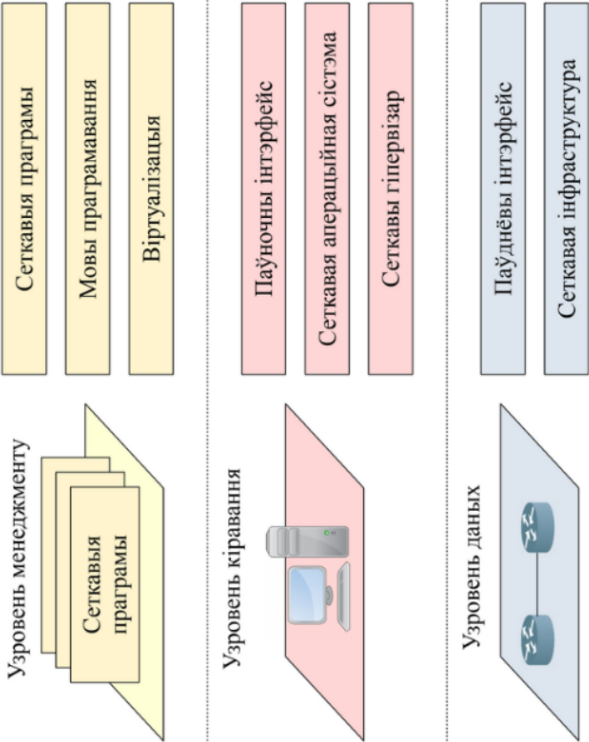 Узровень менеджменту
Сеткавыя
праграмы
Сеткавыя праграмы
Мовы праграмавання
Віртуалізацыя
Узровень кіравання
Паўночны інтэрфейс
Сеткавая аперацыйная сістэма
Сеткавы гіпервізар
Узровень даных
Паўднёвы інтэрфейс
Сеткавая інфраструктура